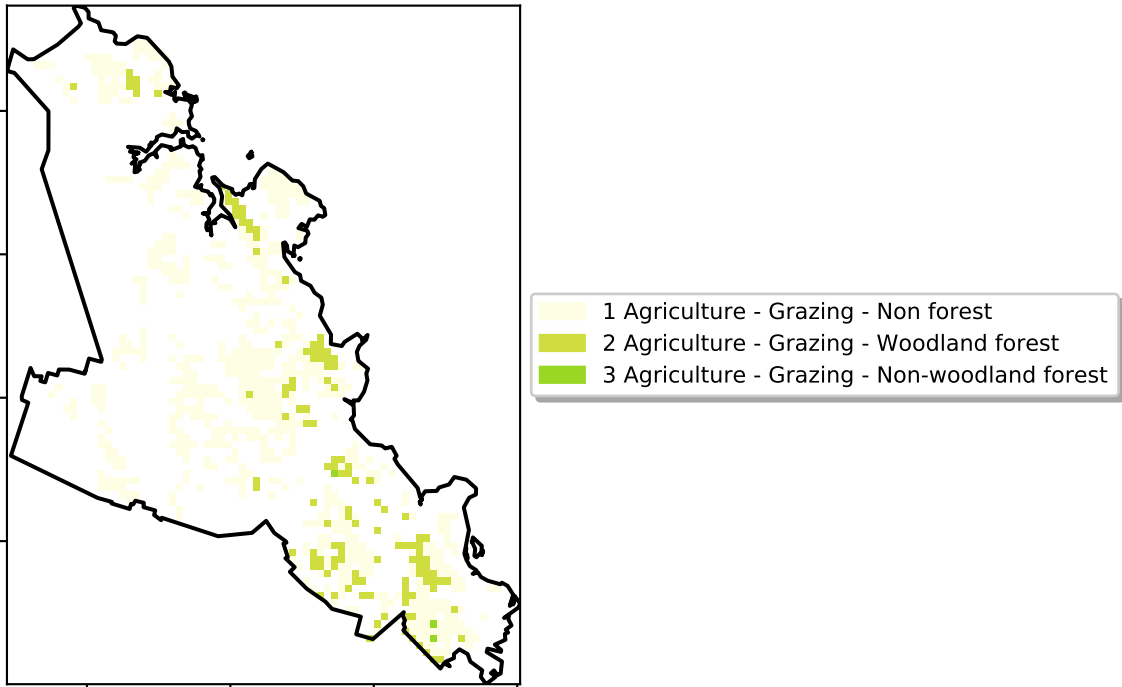 1 Agriculture - Grazing - Non forest
2 Agriculture - Grazing - Woodland forest
3 Agriculture - Grazing - Non-woodland forest